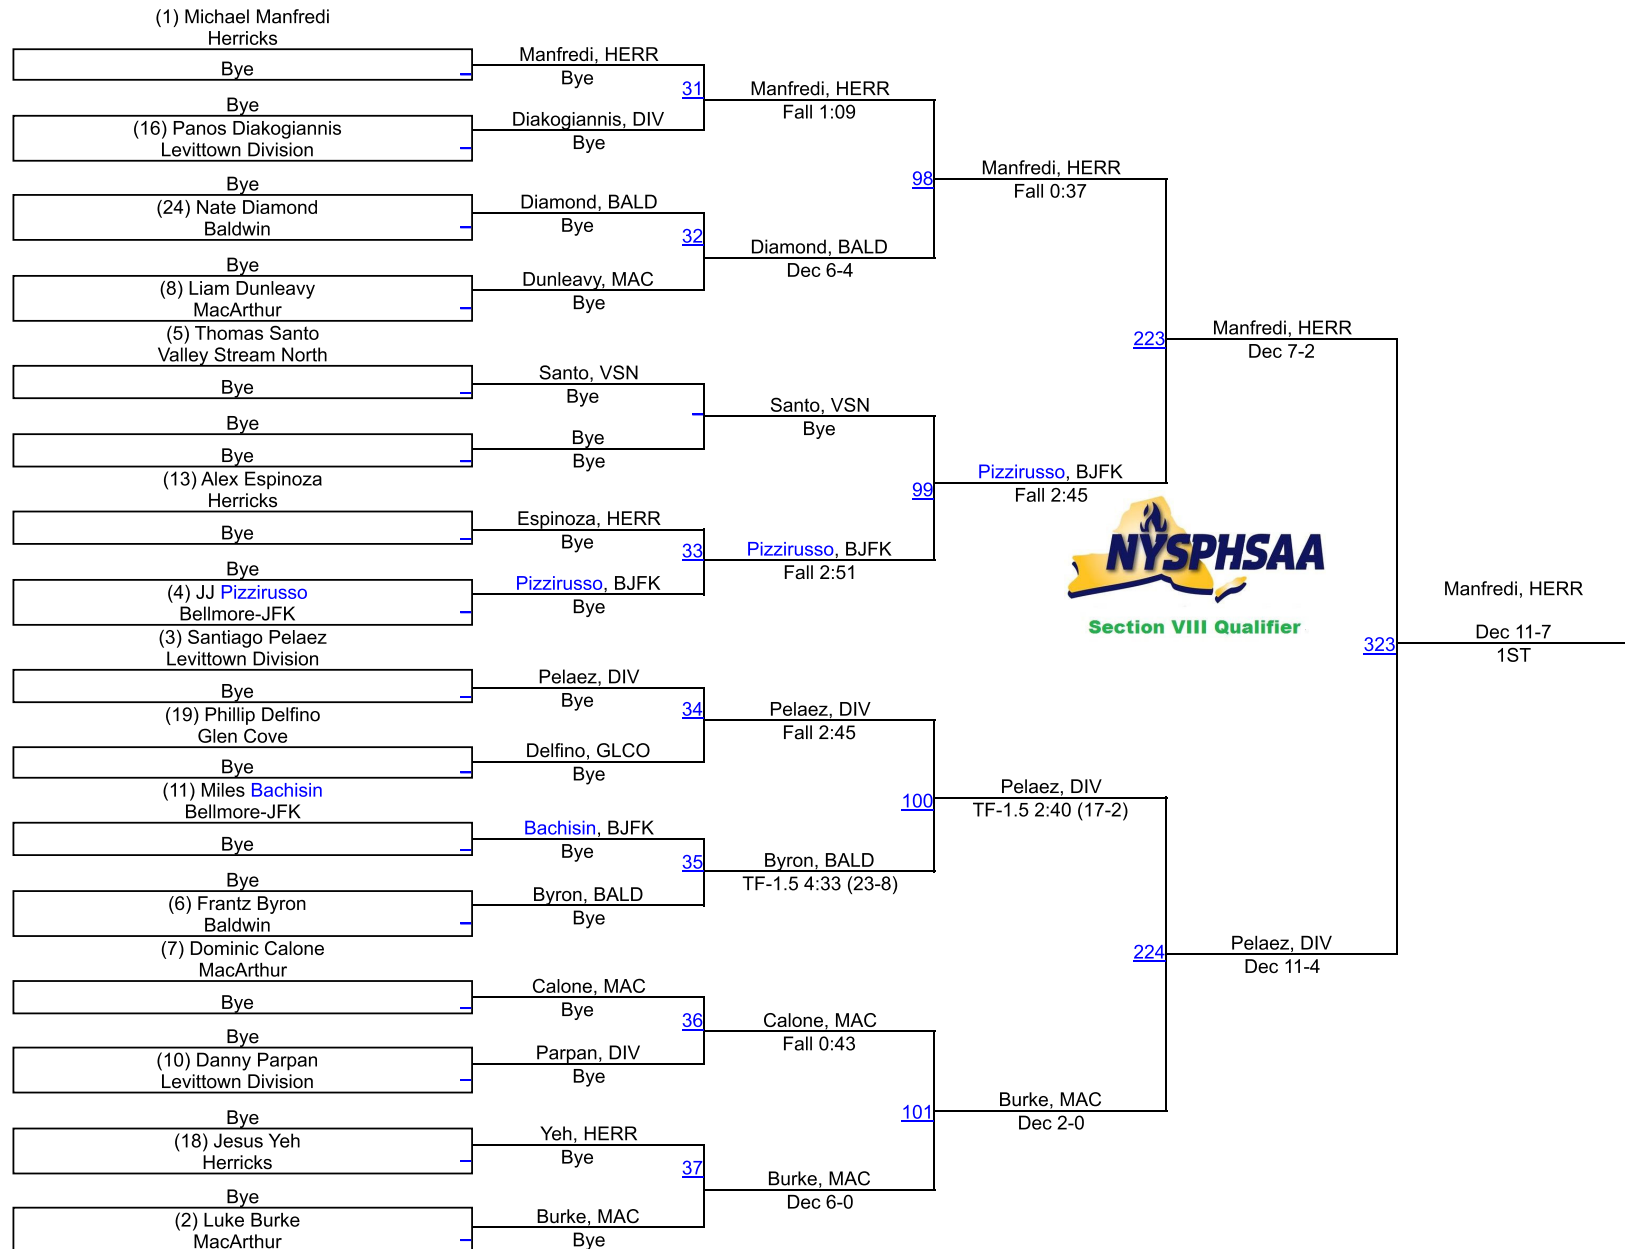 (1) Michael Manfredi
Herricks
Bye
Bye
(16) Panos Diakogiannis
Levittown Division
Bye
(24) Nate Diamond
Baldwin
Bye
(8) Liam Dunleavy
MacArthur
(5) Thomas Santo
Valley Stream North
Bye
Bye
Bye
(13) Alex Espinoza
Herricks
Bye
Bye
(4) JJ Pizzirusso
Bellmore-JFK
(3) Santiago Pelaez
Levittown Division
Bye
(19) Phillip Delfino
Glen Cove
Bye
(11) Miles Bachisin
Bellmore-JFK
Bye
Bye
(6) Frantz Byron
Baldwin
(7) Dominic Calone
MacArthur
Bye
Bye
(10) Danny Parpan
Levittown Division
Bye
(18) Jesus Yeh
Herricks
Bye
(2) Luke Burke
MacArthur
Manfredi, HERR
Bye
31
Diakogiannis, DIV
Bye
Diamond, BALD
Bye
32
Dunleavy, MAC
Bye
Santo, VSN
Bye
Bye
Bye
Espinoza, HERR
Bye
33
Pizzirusso, BJFK
Bye
Pelaez, DIV
Bye
34
Delfino, GLCO
Bye
Bachisin, BJFK
Bye
35
Byron, BALD
Bye
Calone, MAC
Bye
36
Parpan, DIV
Bye
Yeh, HERR
Bye
37
Burke, MAC
Bye
Manfredi, HERR
Fall 1:09
98
Diamond, BALD
Dec 6-4
Santo, VSN
Bye
99
Pizzirusso, BJFK
Fall 2:51
Pelaez, DIV
Fall 2:45
100
Byron, BALD
TF-1.5 4:33 (23-8)
Calone, MAC
Fall 0:43
101
Burke, MAC
Dec 6-0
Manfredi, HERR
Fall 0:37
223
Pizzirusso, BJFK
Fall 2:45
NYSPHSAA
Section VIII Qualifier
Pelaez, DIV
TF-1.5 2:40 (17-2)
224
Burke, MAC
Dec 2-0
Manfredi, HERR
Dec 7-2
323
Pelaez, DIV
Dec 11-4
Manfredi, HERR
Dec 11-7
1ST